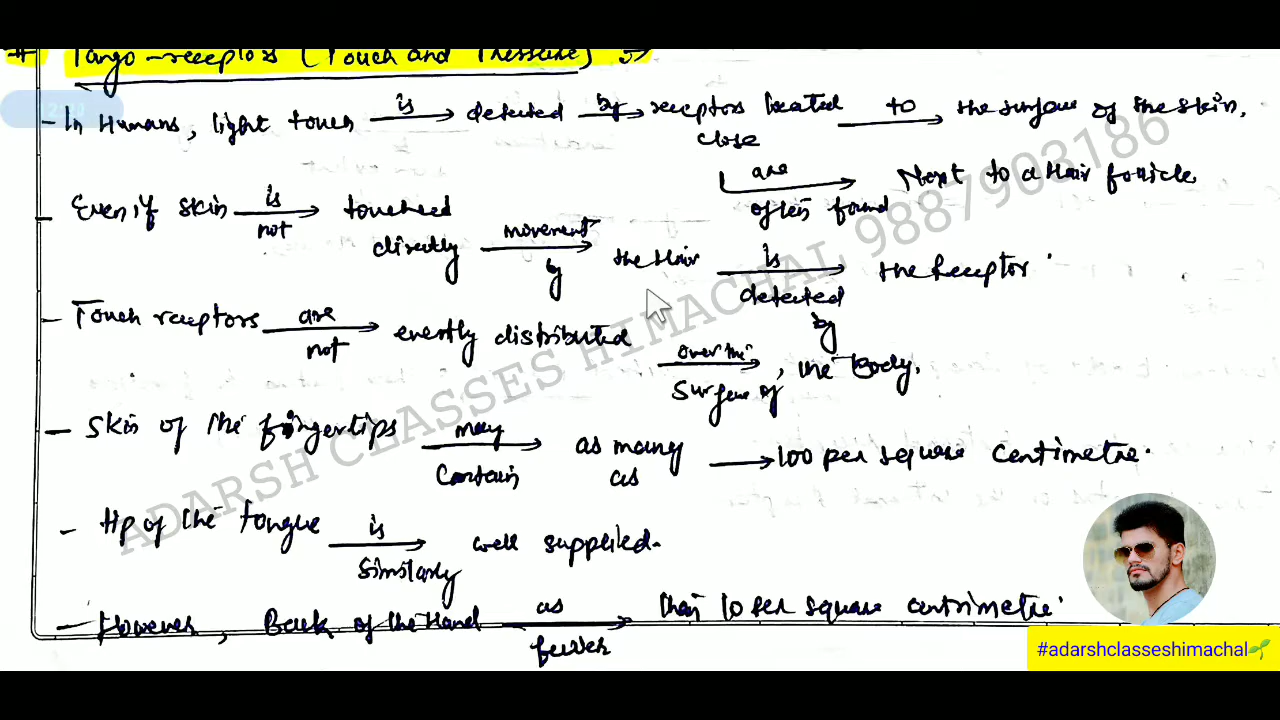 # Tango-receptors (Touch and Pressure) →
- In Humans, light touch is → detected by → receptors located close to → the surface of the skin.
are often found → Next to a Hair follicle
- Even if skin is not → touched directly movement by → the Hair is detected by → the Receptor.
- Touch receptors are not → evently distributed over the Surface of → , the Body.
- Skin of the fingertips may Contain → as many as → 100 per square centimetre.
- tip of the tongue is Similarly → well supplied.
- However, Back of the Hand as fewer → than 10 per square centimetre.
ADARSH CLASSES HIMACHAL 9887903186
#adarshclasseshimachal🌱